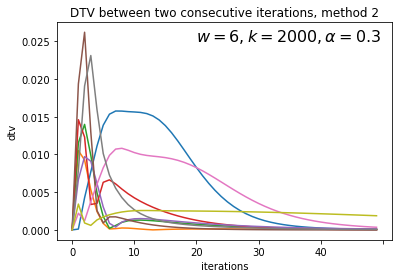 DTV between two consecutive iterations, method 2
w = 6, k = 2000, α = 0.3
0.025
0.020
0.015
0.010
0.005
0.000
dtv
0 10 20 30 40
iterations